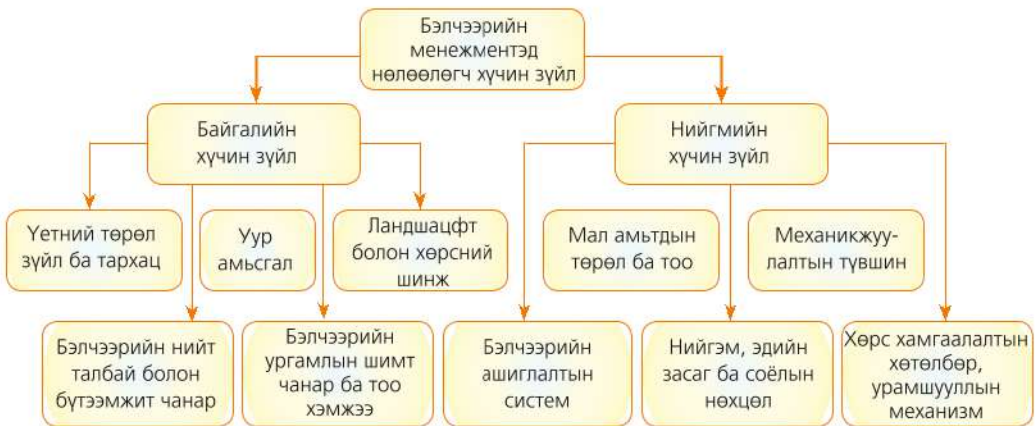 Бэлчээрийн
менежментэд
нөлөөлөгч хүчин зүйл
Байгалийн
хүчин зүйл
Нийгмийн
хүчин зүйл
Үетний төрөл
зүйл ба тархац
Уур
амьсгал
Ландшацфт
болон хөрсний
шинж
Мал амьтдын
төрөл ба тоо
Механикжуу-
лалтын түвшин
Бэлчээрийн нийт
талбай болон
бүтээмжит чанар
Бэлчээрийн
ургамлын шимт
чанар ба тоо
хэмжээ
Бэлчээрийн
ашиглалтын
систем
Нийгэм, эдийн
засаг ба соёлын
нөхцөл
Хөрс хамгаалалтын
хөтөлбөр,
урамшууллын
механизм